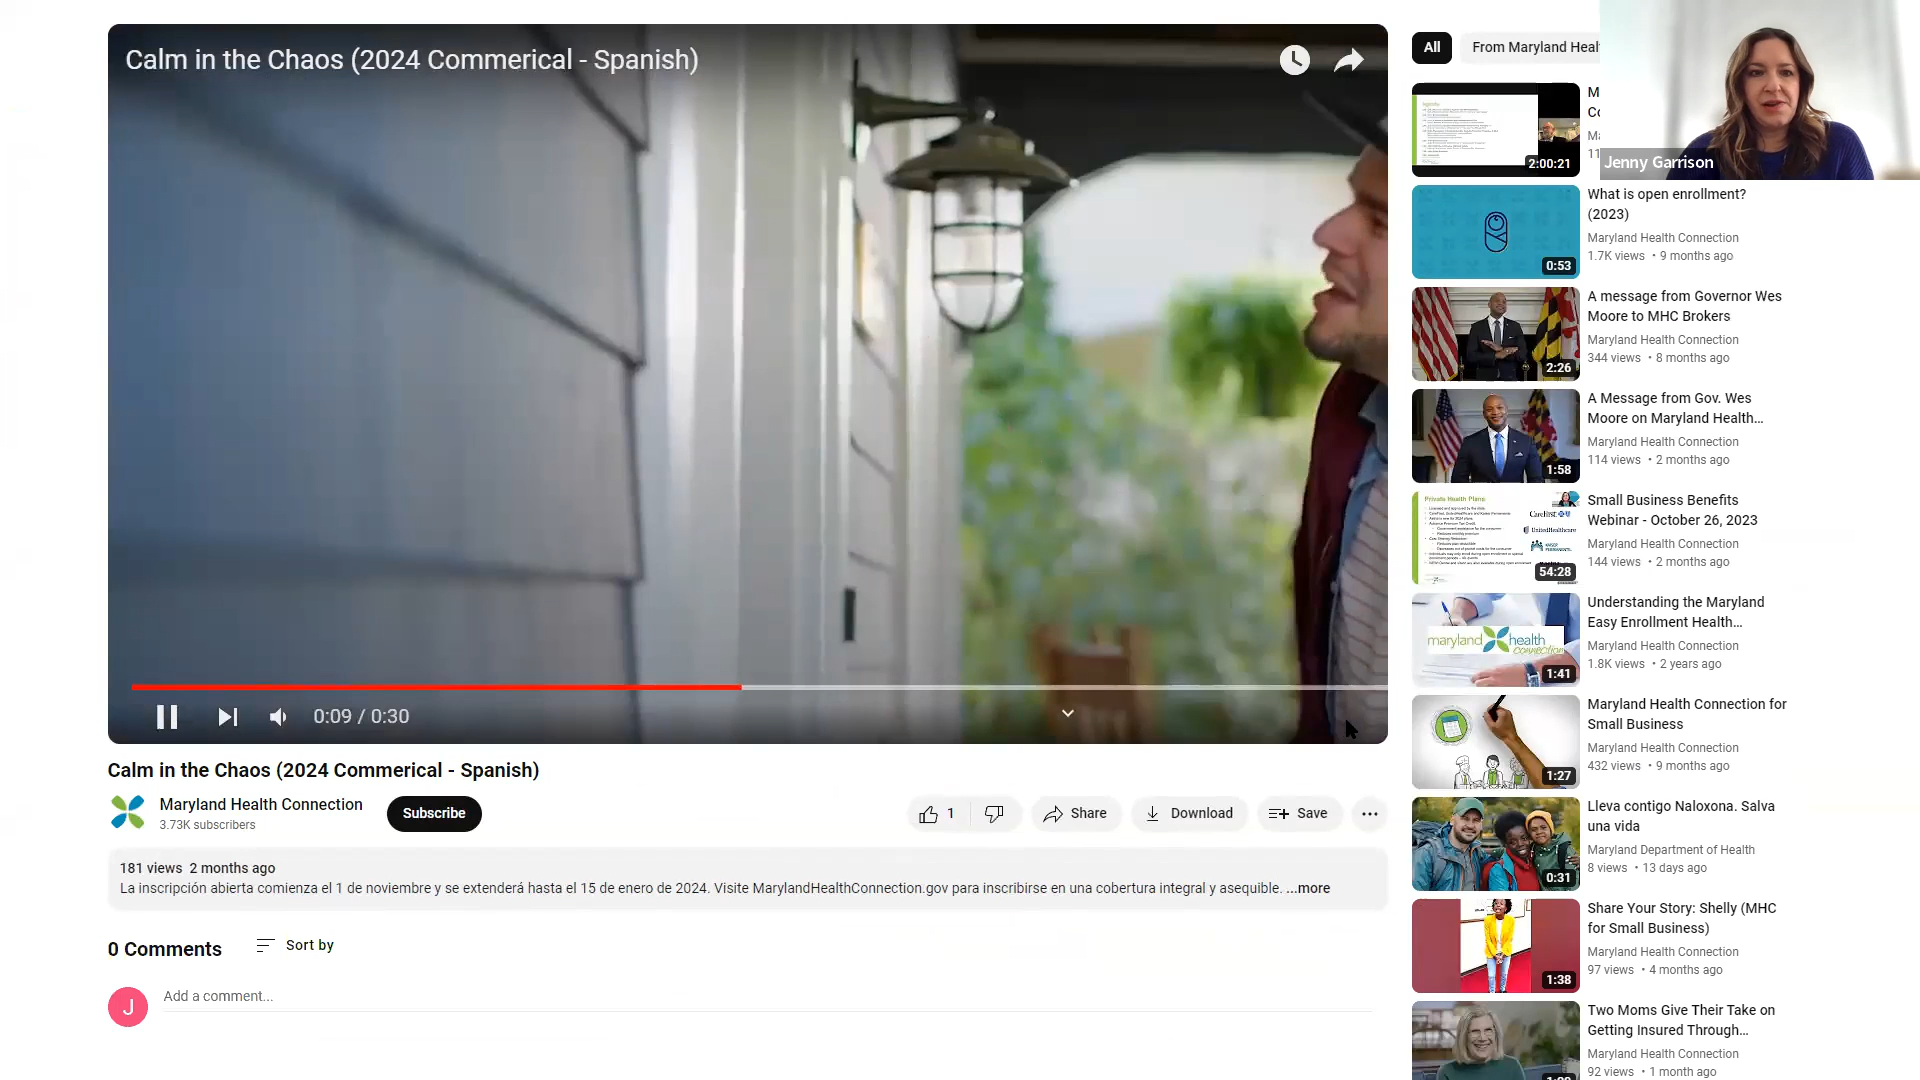 Calm in the Chaos (2024 Commerical - Spanish)
0:09 / 0:30
Calm in the Chaos (2024 Commerical - Spanish)
Maryland Health Connection
3.73K subscribers
Subscribe
1
Share
Download
Save
181 views 2 months ago
La inscripción abierta comienza el 1 de noviembre y se extenderá hasta el 15 de enero de 2024. Visite MarylandHealthConnection.gov para inscribirse en una cobertura integral y asequible. ...more
0 Comments
Sort by
J
Add a comment...
All
From Maryland Heal
Jenny Garrison
2:00:21
What is open enrollment?
(2023)
Maryland Health Connection
1.7K views • 9 months ago
0:53
A message from Governor Wes
Moore to MHC Brokers
Maryland Health Connection
344 views • 8 months ago
2:26
A Message from Gov. Wes
Moore on Maryland Health...
Maryland Health Connection
114 views • 2 months ago
1:58
Private Health Plans
CareFirst
UnitedHealthcare
KAISER PERMANENTE
54:28
Small Business Benefits
Webinar - October 26, 2023
Maryland Health Connection
144 views • 2 months ago
maryland health
connection
1:41
Understanding the Maryland
Easy Enrollment Health...
Maryland Health Connection
1.8K views • 2 years ago
Maryland Health Connection for
Small Business
Maryland Health Connection
432 views • 9 months ago
1:27
Lleva contigo Naloxona. Salva
una vida
Maryland Department of Health
8 views • 13 days ago
0:31
Share Your Story: Shelly (MHC
for Small Business)
Maryland Health Connection
97 views • 4 months ago
1:38
Two Moms Give Their Take on
Getting Insured Through...
Maryland Health Connection
92 views • 1 month ago